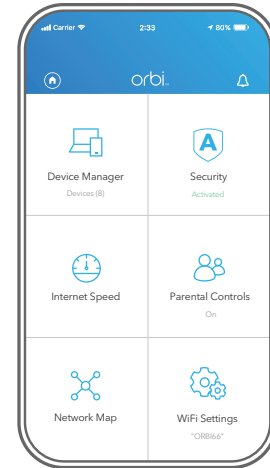 Carrier 2:33 80%
orbi
Device Manager
Devices (8)
A
Security
Activated
Internet Speed
Parental Controls
On
Network Map
WiFi Settings
"ORBI66"